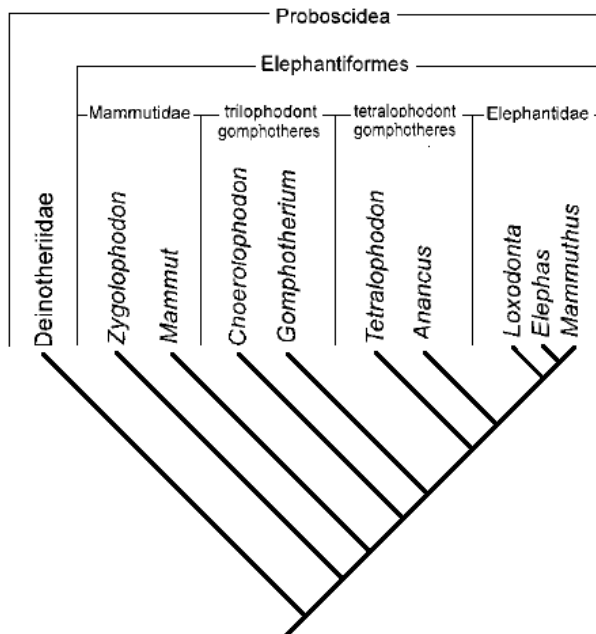 Proboscidea
Elephantiformes
Mammutidae
trilophodont
gomphotheres
tetralophodont
gomphotheres
Elephantidae
Deinotheriidae
Zygolophodon
Mammut
Choerolophodon
Gomphotherium
Tetralophodon
Anancus
Loxodonta
Elephas
Mammuthus